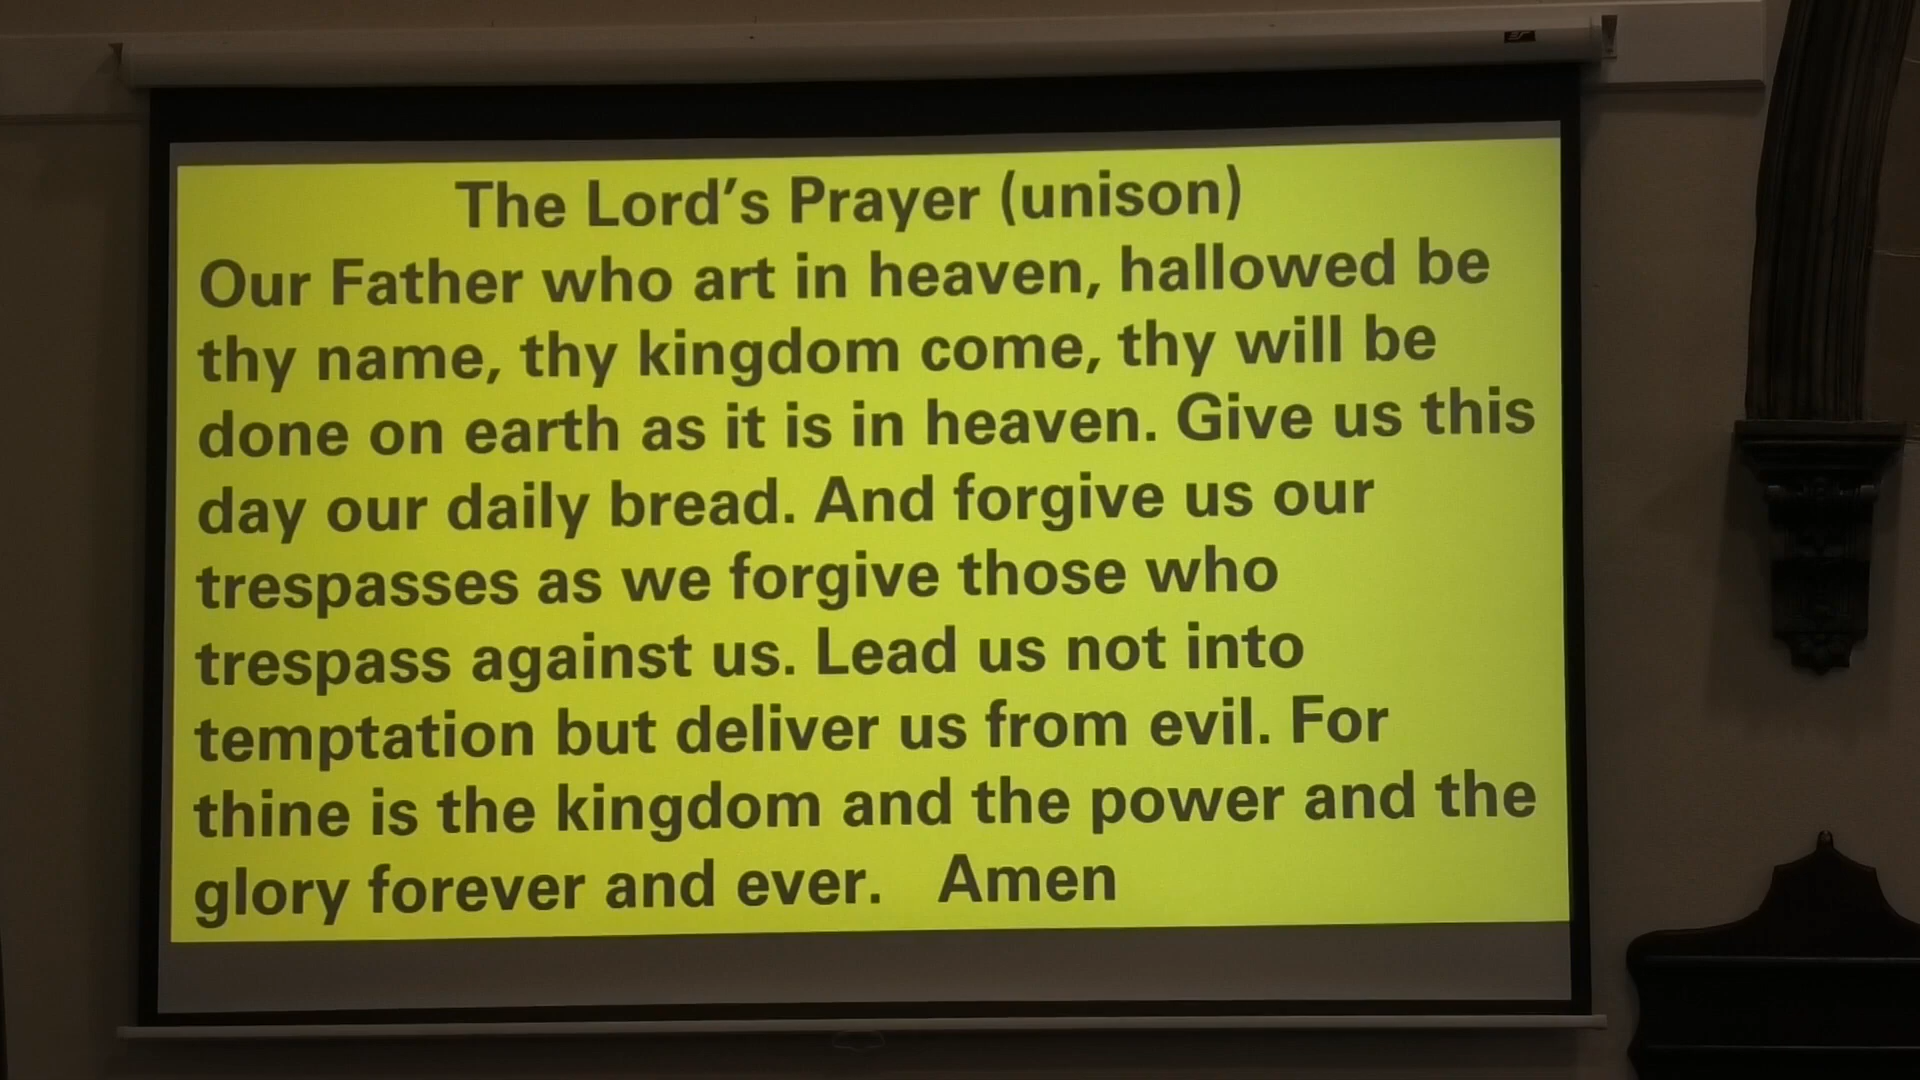 The Lord's Prayer (unison)
Our Father who art in heaven, hallowed be
thy name, thy kingdom come, thy will be
done on earth as it is in heaven. Give us this
day our daily bread. And forgive us our
trespasses as we forgive those who
trespass against us. Lead us not into
temptation but deliver us from evil. For
thine is the kingdom and the power and the
glory forever and ever. Amen